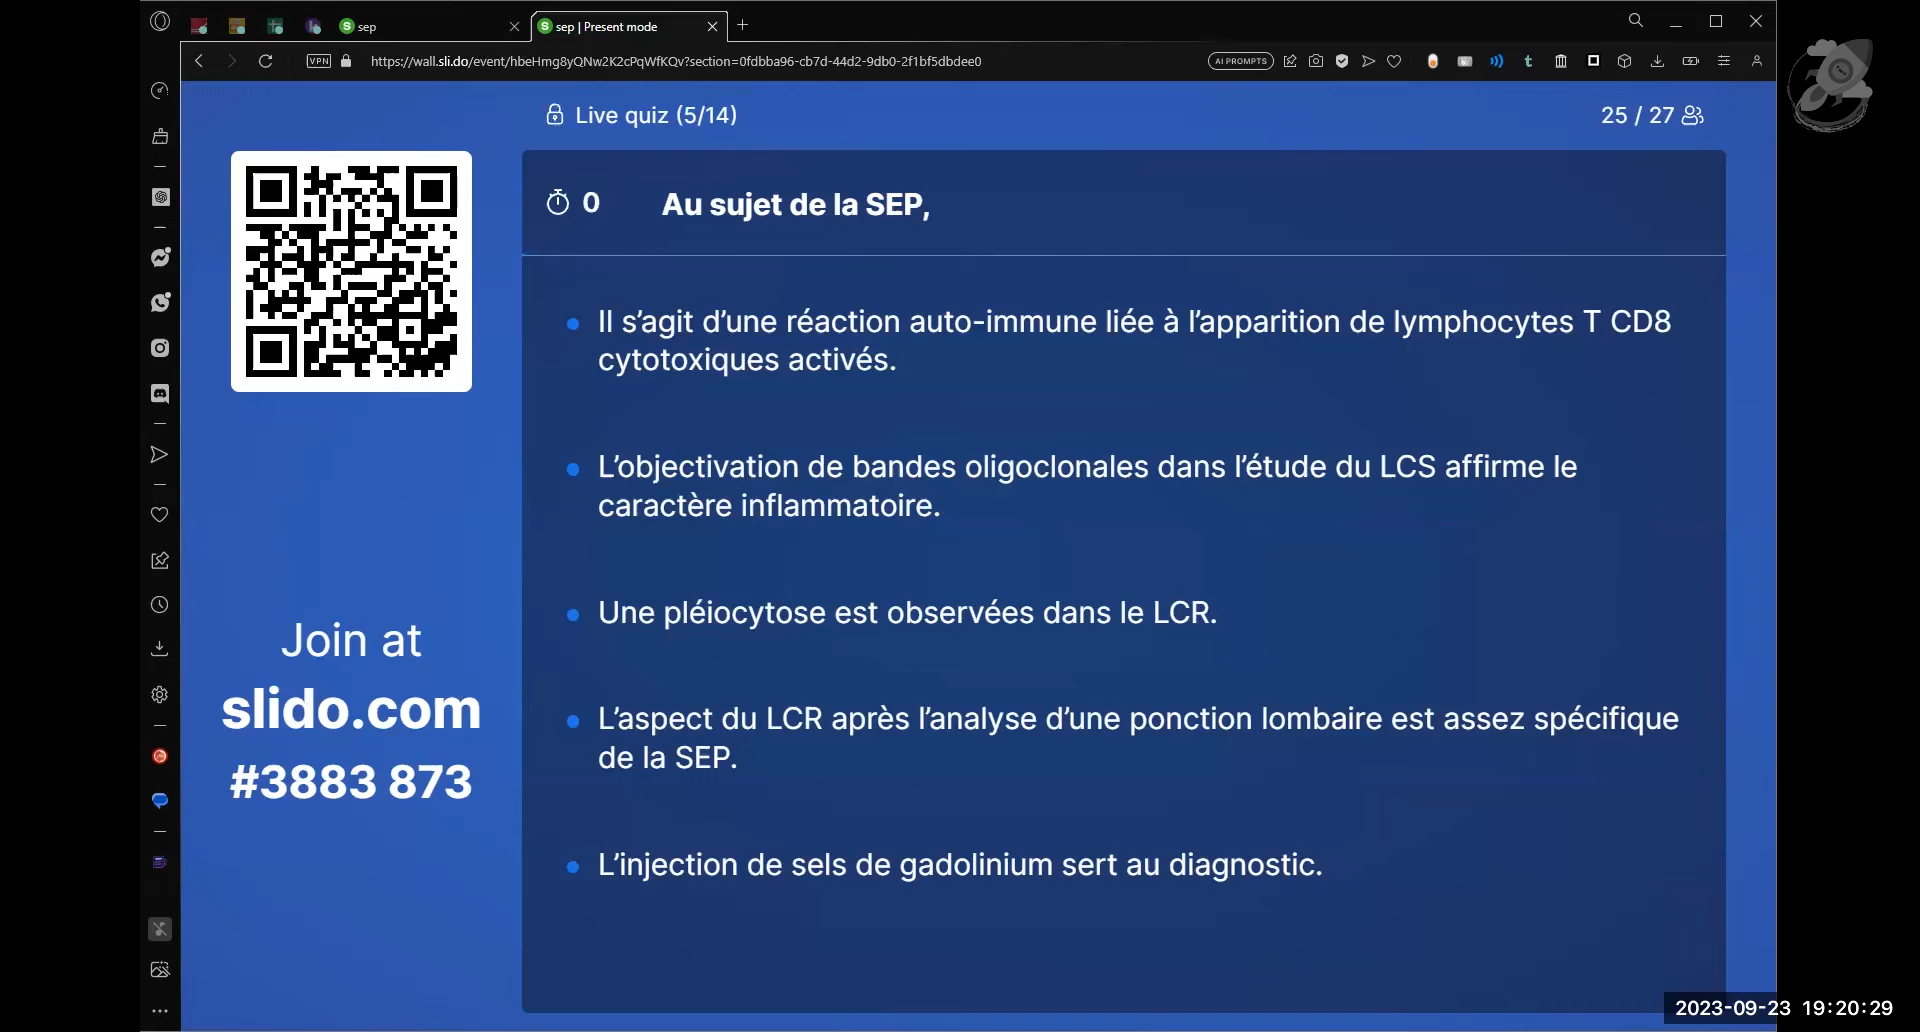 sep
sep | Present mode
VPN
https://wall.sli.do/event/hbeHmg8yQNw2K2cPqWfKQv?section=0fdbba96-cb7d-44d2-9db0-2f1bf5dbdee0
AI PROMPTS
Live quiz (5/14)
25 / 27
0
Au sujet de la SEP,
Il s’agit d’une réaction auto-immune liée à l’apparition de lymphocytes T CD8
cytotoxiques activés.
L’objectivation de bandes oligoclonales dans l’étude du LCS affirme le
caractère inflammatoire.
Une pléiocytose est observées dans le LCR.
L’aspect du LCR après l’analyse d’une ponction lombaire est assez spécifique
de la SEP.
L’injection de sels de gadolinium sert au diagnostic.
Join at
slido.com
#3883 873
2023-09-23 19:20:29